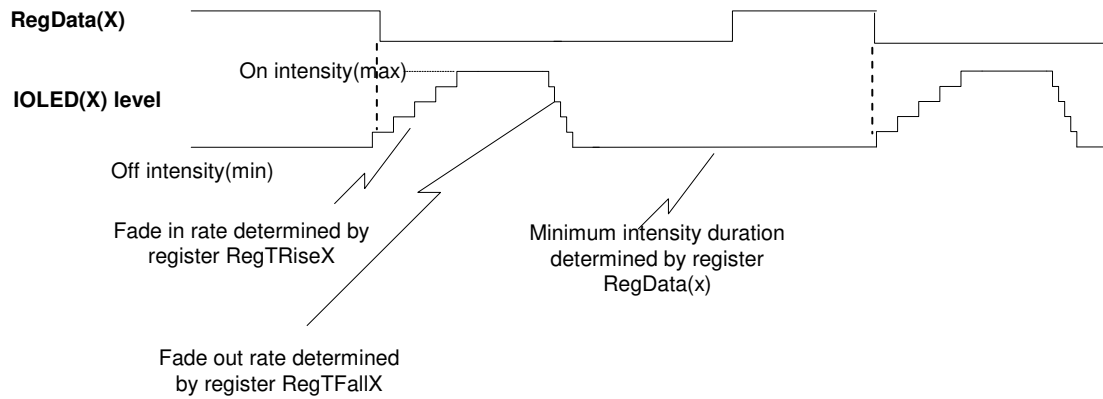 RegData(X)
On intensity(max)
IOLED(X) level
Off intensity(min)
Fade in rate determined by
register RegTRiseX
Minimum intensity duration
determined by register
RegData(x)
Fade out rate determined
by register RegTFallX